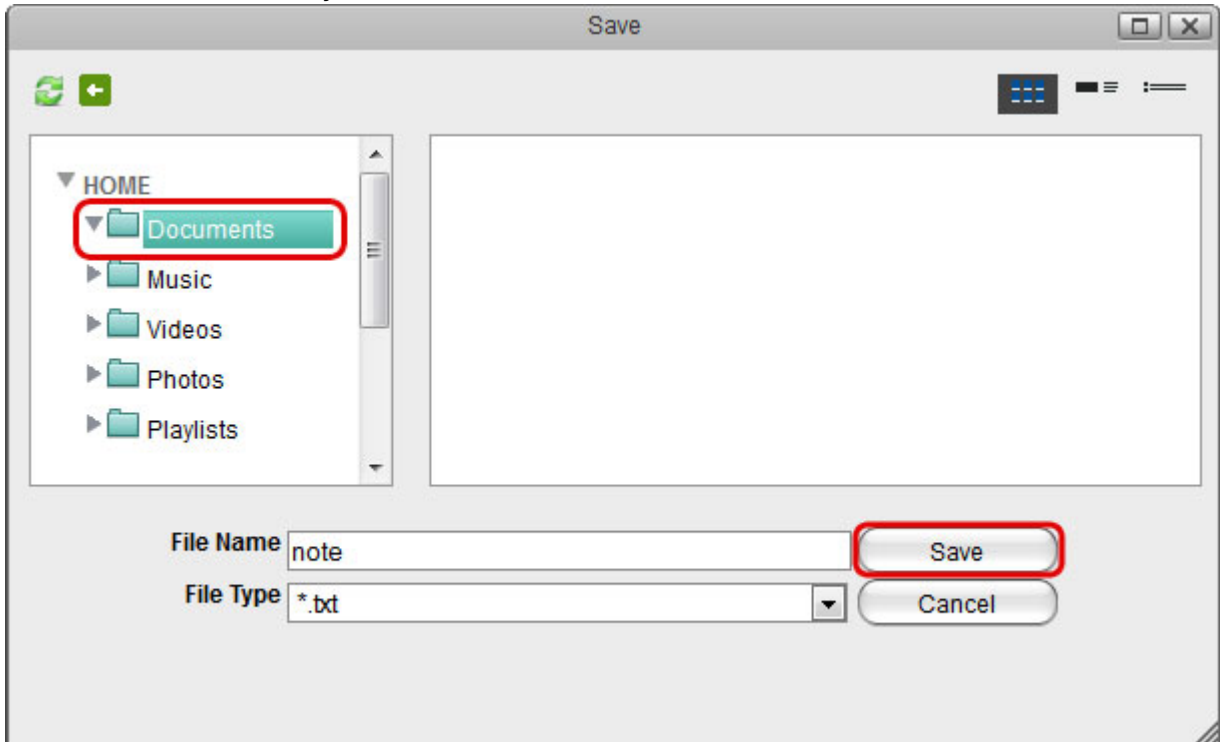 Save
HOME
Documents
Music
Videos
Photos
Playlists
File Name note
Save
File Type *.txt
Cancel